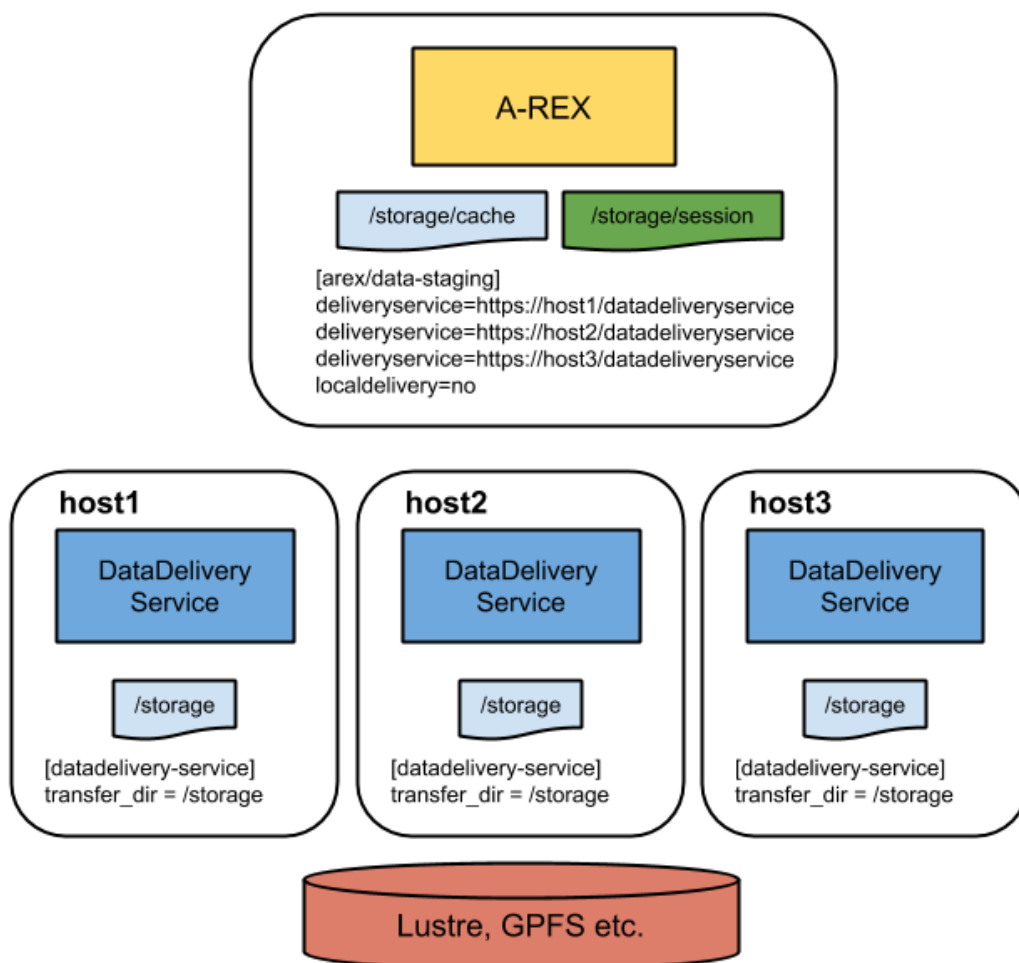 A-REX
/storage/cache
/storage/session
[arex/data-staging]
deliveryservice=https://host1/datadeliveryservice
deliveryservice=https://host2/datadeliveryservice
deliveryservice=https://host3/datadeliveryservice
localdelivery=no
host1
DataDelivery
Service
/storage
[datadelivery-service]
transfer_dir = /storage
host2
DataDelivery
Service
/storage
[datadelivery-service]
transfer_dir = /storage
host3
DataDelivery
Service
/storage
[datadelivery-service]
transfer_dir = /storage
Lustre, GPFS etc.